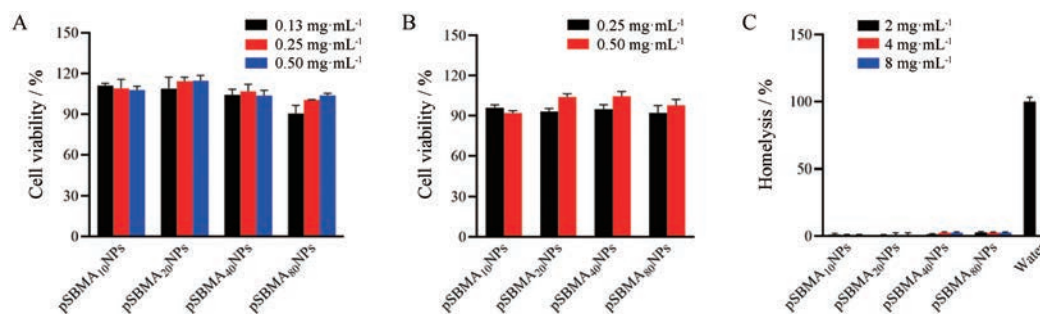 A
0.13 mg·mL⁻¹
0.25 mg·mL⁻¹
0.50 mg·mL⁻¹
150
120
90
60
30
0
Cell viability / %
pSBMA₁₀NPs
pSBMA₂₀NPs
pSBMA₄₀NPs
pSBMA₈₀NPs
B
0.25 mg·mL⁻¹
0.50 mg·mL⁻¹
150
120
90
60
30
0
Cell viability / %
pSBMA₁₀NPs
pSBMA₂₀NPs
pSBMA₄₀NPs
pSBMA₈₀NPs
C
2 mg·mL⁻¹
4 mg·mL⁻¹
8 mg·mL⁻¹
150
100
50
0
Homelysis / %
pSBMA₁₀NPs
pSBMA₂₀NPs
pSBMA₄₀NPs
pSBMA₈₀NPs
Water